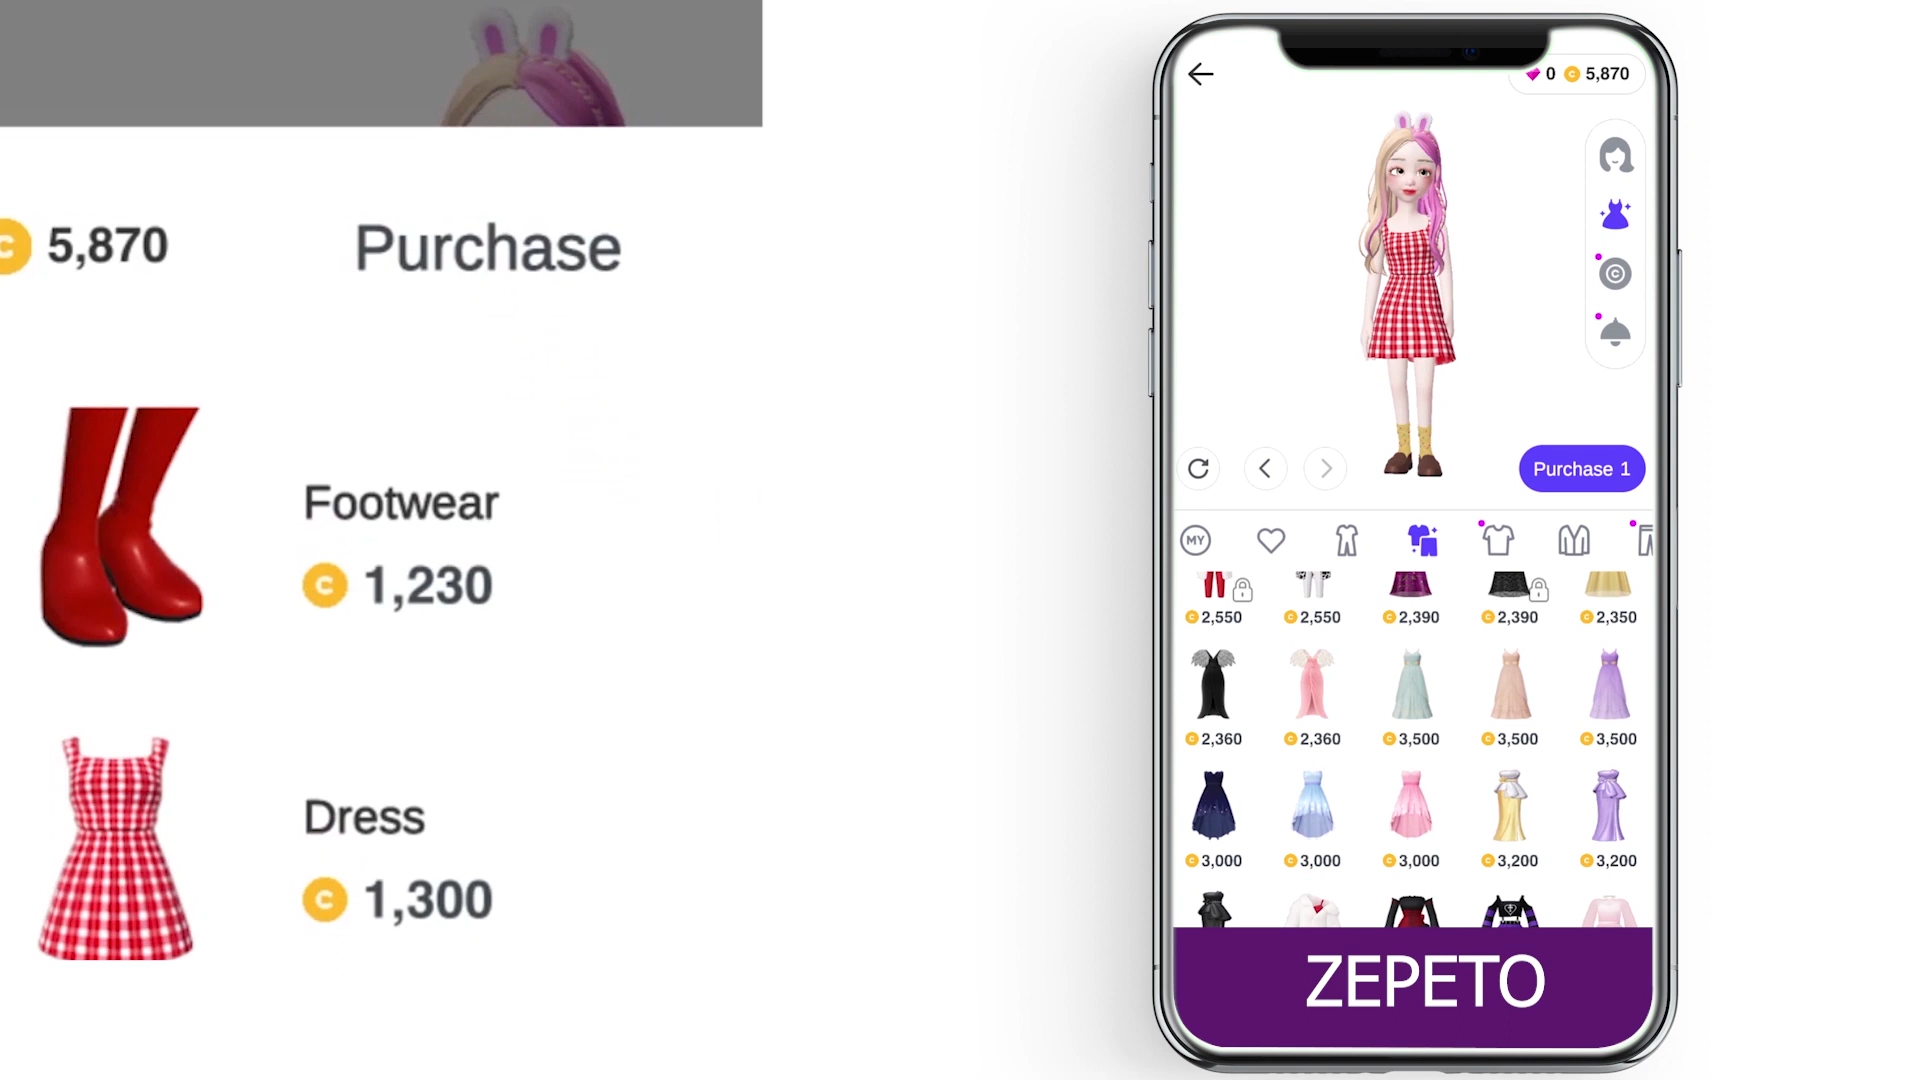 5,870
Purchase
Footwear
1,230
Dress
1,300
0 5,870
Purchase 1
MY
2,550 2,550 2,390 2,390 2,350
2,360 2,360 3,500 3,500 3,500
3,000 3,000 3,000 3,200 3,200
ZEPETO